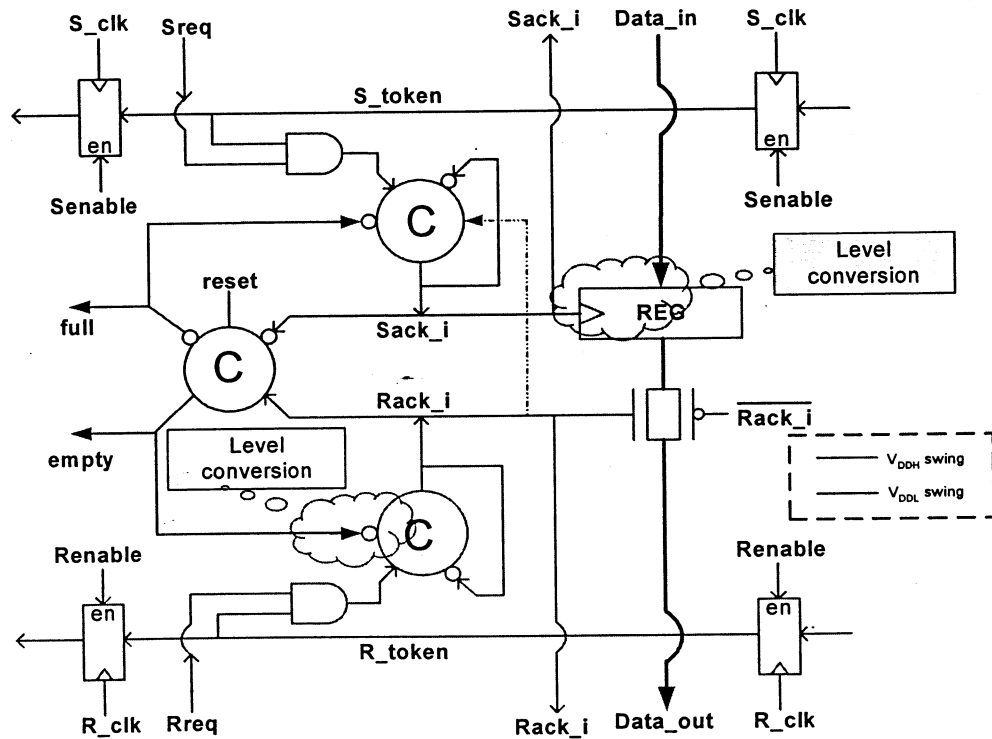 S_clk
Sreq
Sack_i
Data_in
S_clk
S_token
en
en
Senable
Senable
C
Level
conversion
reset
REG
full
Sack_i
C
Rack_i
Rack_i
empty
Level
conversion
V_DDH swing
V_DDL swing
C
Renable
Renable
en
en
R_token
R_clk
Rreq
Rack_i
Data_out
R_clk